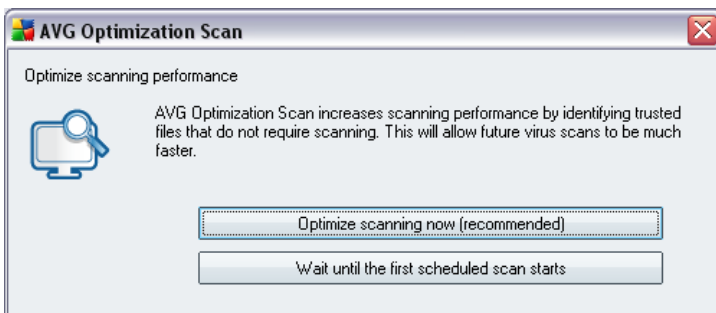 AVG Optimization Scan
Optimize scanning performance
AVG Optimization Scan increases scanning performance by identifying trusted
files that do not require scanning. This will allow future virus scans to be much
faster.
Optimize scanning now (recommended)
Wait until the first scheduled scan starts